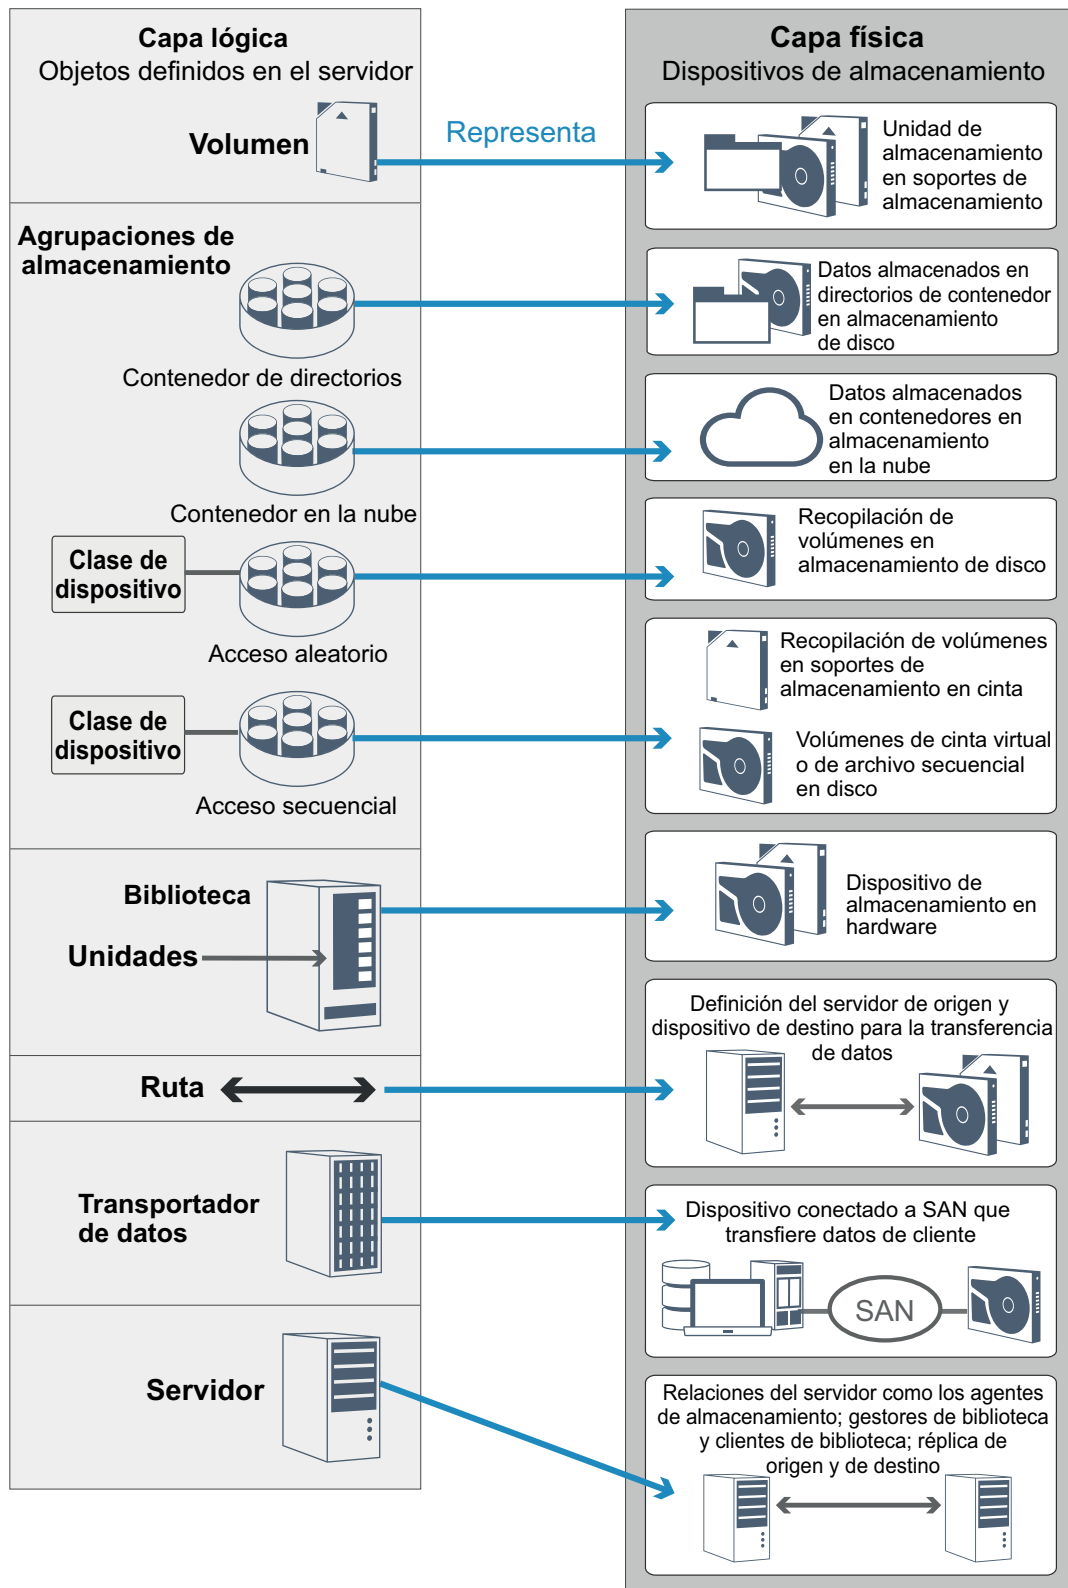 Capa lógica
Objetos definidos en el servidor
Capa física
Dispositivos de almacenamiento
Volumen
Representa
Unidad de
almacenamiento
en soportes de
almacenamiento
Agrupaciones de
almacenamiento
Contenedor de directorios
Datos almacenados en
directorios de contenedor
en almacenamiento
de disco
Contenedor en la nube
Datos almacenados
en contenedores en
almacenamiento
en la nube
Clase de
dispositivo
Acceso aleatorio
Recopilación de
volúmenes en
almacenamiento de disco
Clase de
dispositivo
Acceso secuencial
Recopilación de volúmenes
en soportes de
almacenamiento en cinta
Volúmenes de cinta virtual
o de archivo secuencial
en disco
Biblioteca
Unidades
Dispositivo de
almacenamiento en
hardware
Ruta
Definición del servidor de origen y
dispositivo de destino para la transferencia
de datos
Transportador
de datos
Dispositivo conectado a SAN que
transfiere datos de cliente
SAN
Servidor
Relaciones del servidor como los agentes
de almacenamiento; gestores de biblioteca
y clientes de biblioteca; réplica de
origen y de destino